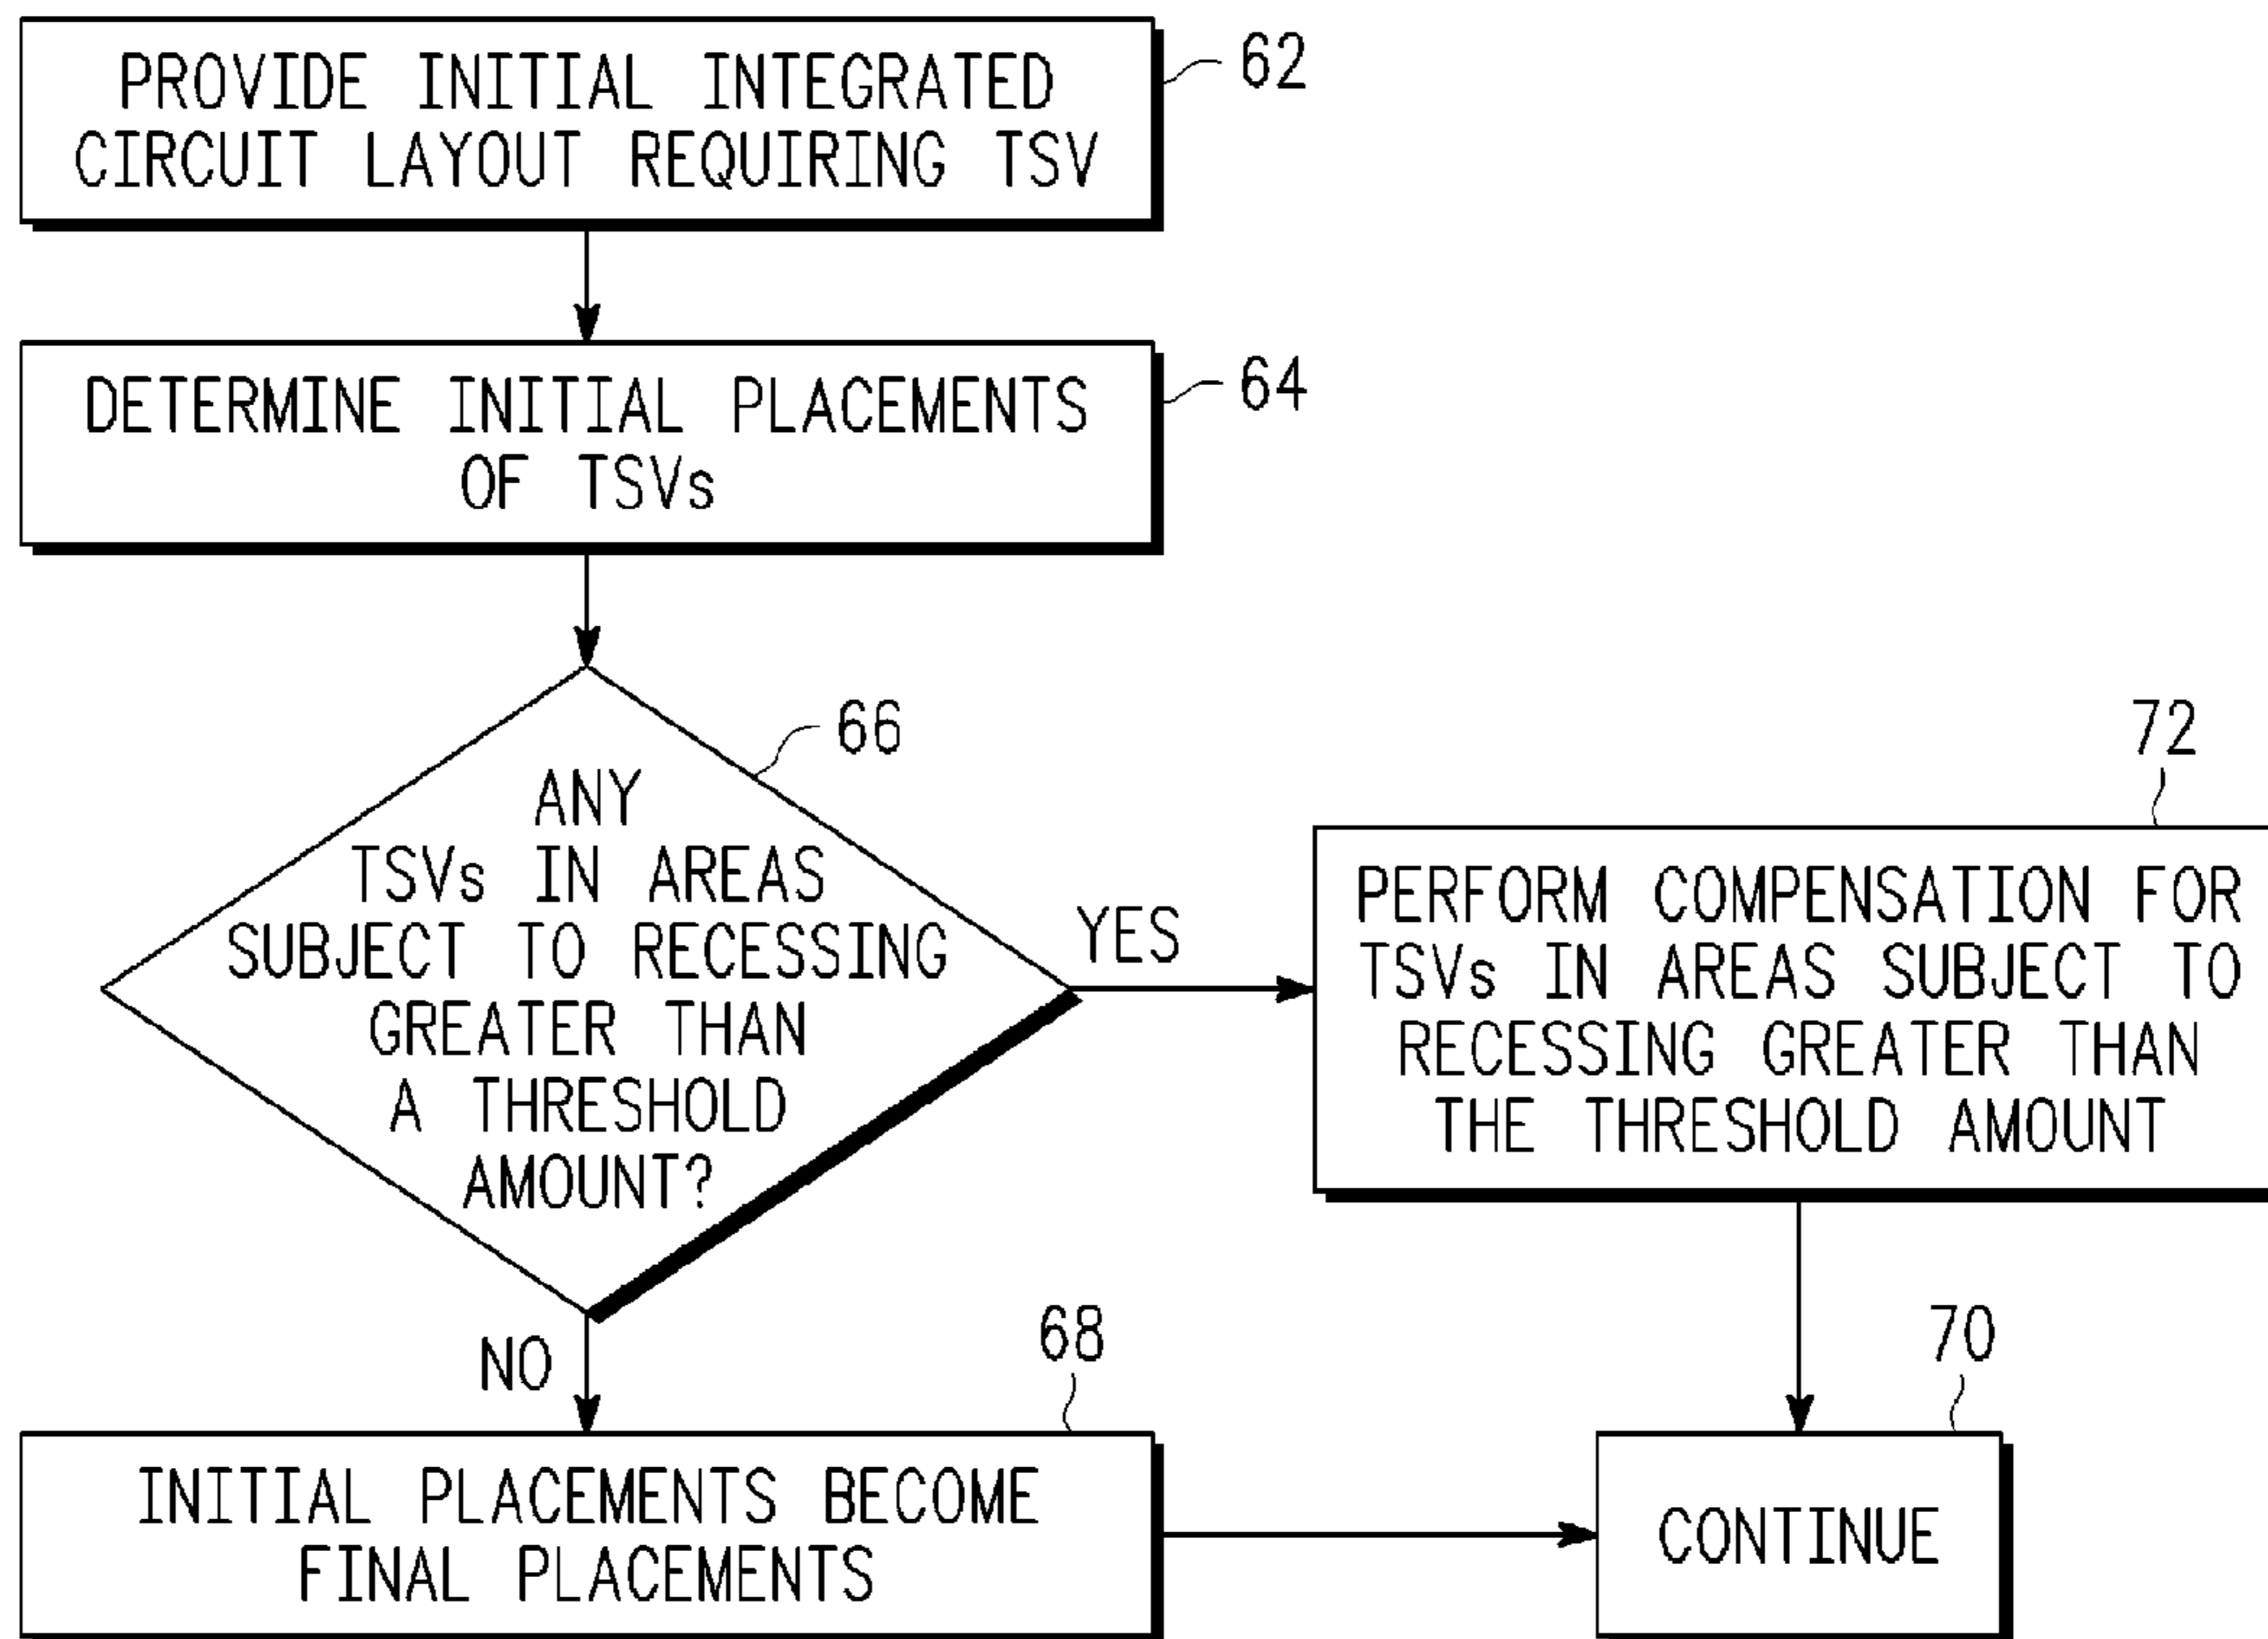 PROVIDE INITIAL INTEGRATED
CIRCUIT LAYOUT REQUIRING TSV
62
DETERMINE INITIAL PLACEMENTS
OF TSVs
64
66
ANY
TSVs IN AREAS
SUBJECT TO RECESSING
GREATER THAN
A THRESHOLD
AMOUNT?
YES
72
PERFORM COMPENSATION FOR
TSVs IN AREAS SUBJECT TO
RECESSING GREATER THAN
THE THRESHOLD AMOUNT
NO
68
INITIAL PLACEMENTS BECOME
FINAL PLACEMENTS
70
CONTINUE